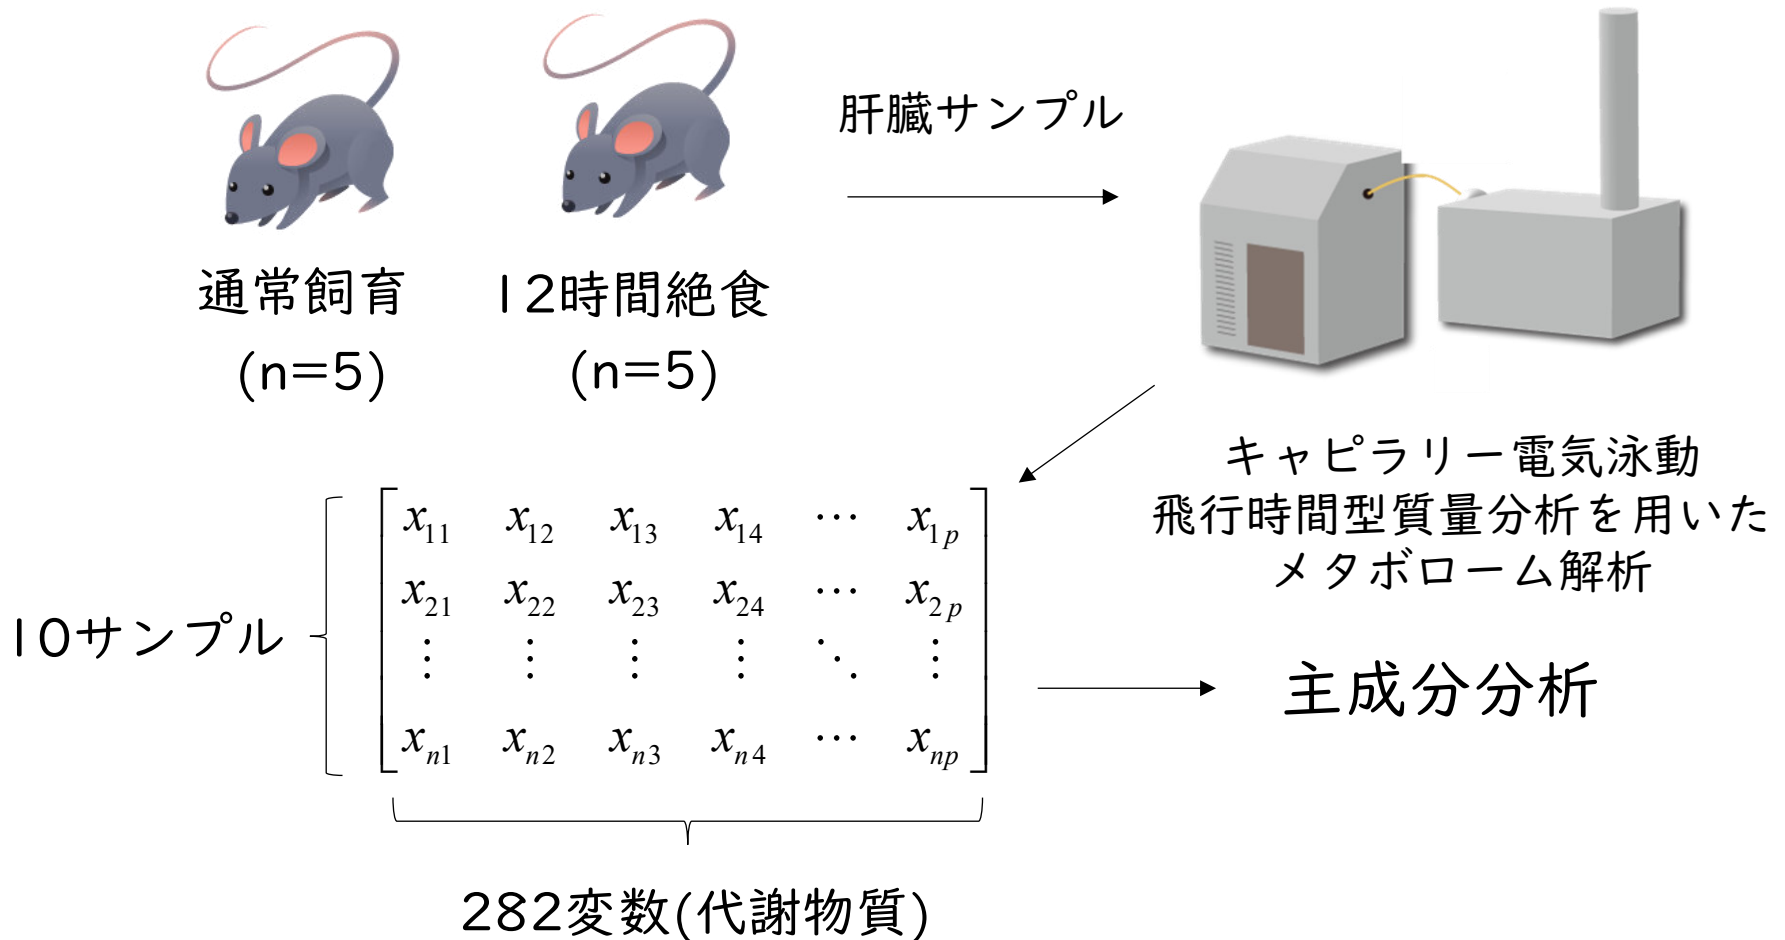 肝臓サンプル
通常飼育
12時間絶食
(n=5)
(n=5)
キャピラリー電気泳動
飛行時間型質量分析を用いた
メタボローム解析
x₁₁ x₁₂ x₁₃ x₁₄ ⋯ x₁ₚ
x₂₁ x₂₂ x₂₃ x₂₄ ⋯ x₂ₚ
⋮ ⋮ ⋮ ⋮ ⋱ ⋮
xₙ₁ xₙ₂ xₙ₃ xₙ₄ ⋯ xₙₚ
10サンプル
主成分分析
282変数(代謝物質)